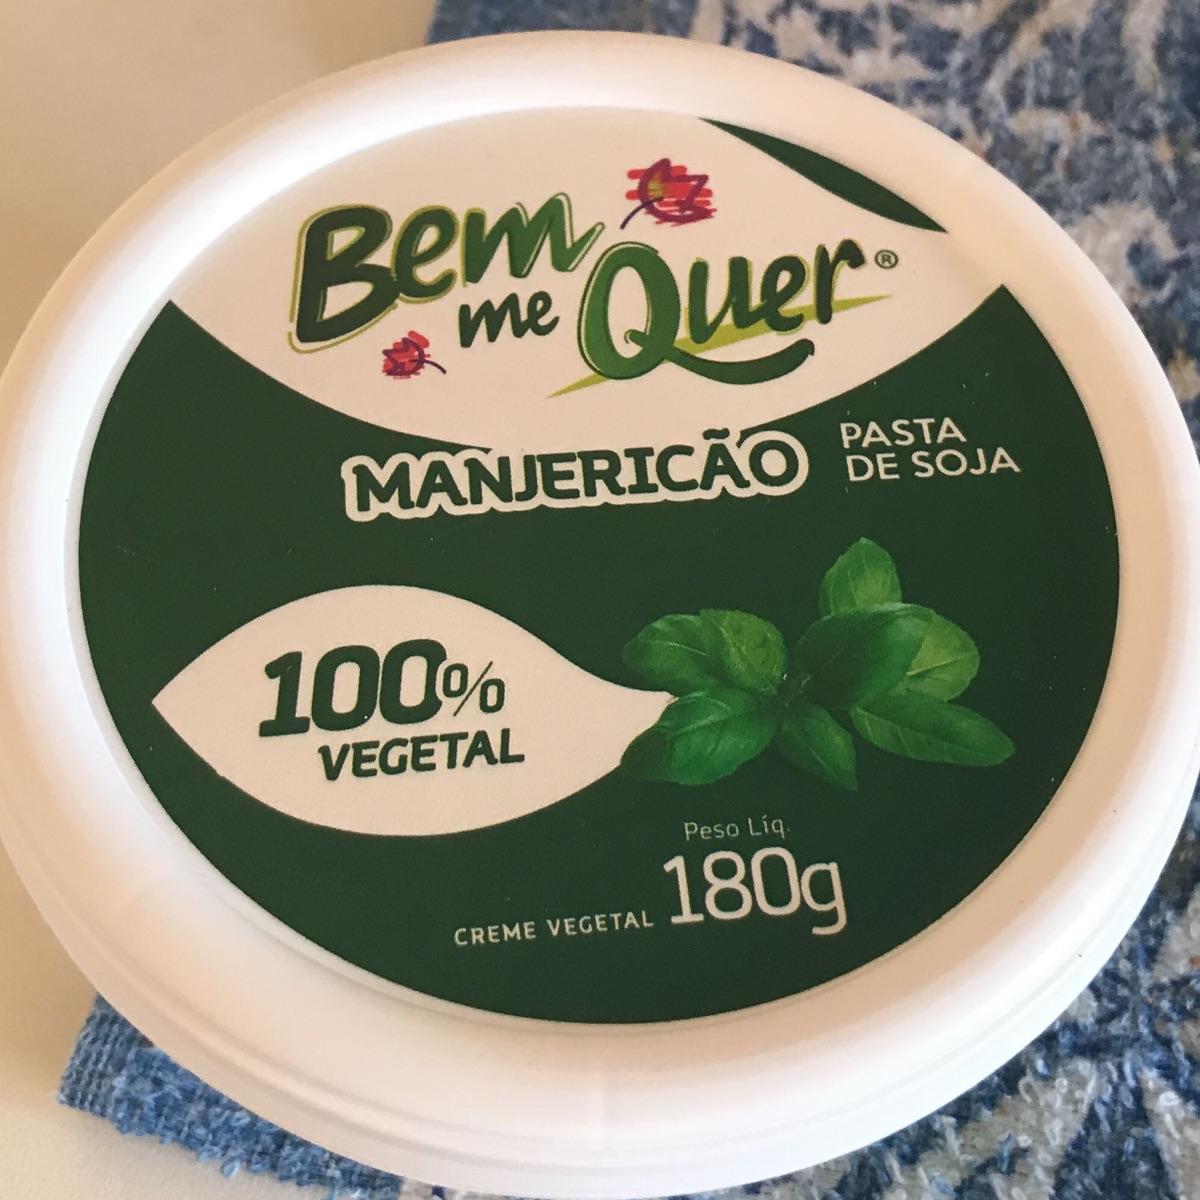 Bem
me Quer®
MANJERICÃO
PASTA
DE SOJA
100%
VEGETAL
Peso Líq.
CREME VEGETAL 180g